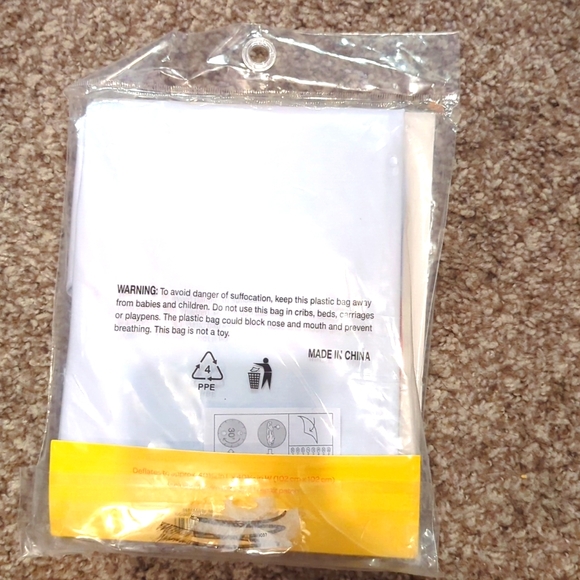 WARNING: To avoid danger of suffocation, keep this plastic bag away
from babies and children. Do not use this bag in cribs, beds, carriages
or playpens. The plastic bag could block nose and mouth and prevent
breathing. This bag is not a toy.
MADE IN CHINA
4
PPE
30°